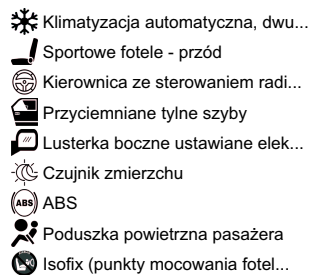 Klimatyzacja automatyczna, dwu...
Sportowe fotele - przód
Kierownica ze sterowaniem radi...
Przyciemniane tylne szyby
Lusterka boczne ustawiane elek...
Czujnik zmierzchu
ABS
Poduszka powietrzna pasażera
Isofix (punkty mocowania fotel...